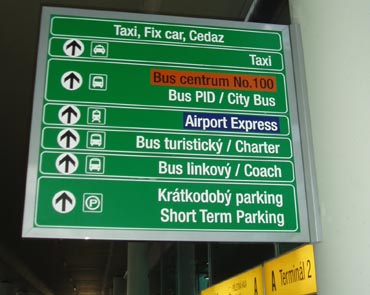 Taxi, Fix car, Cedaz
Taxi
Bus centrum No.100
Bus PID / City Bus
Airport Express
Bus turistický / Charter
Bus linkový / Coach
P
Krátkodobý parking
Short Term Parking
A
A Terminál 2